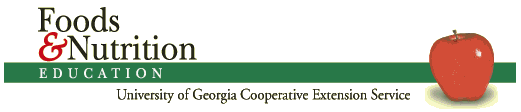 Foods
&Nutrition
EDUCATION
University of Georgia Cooperative Extension Service